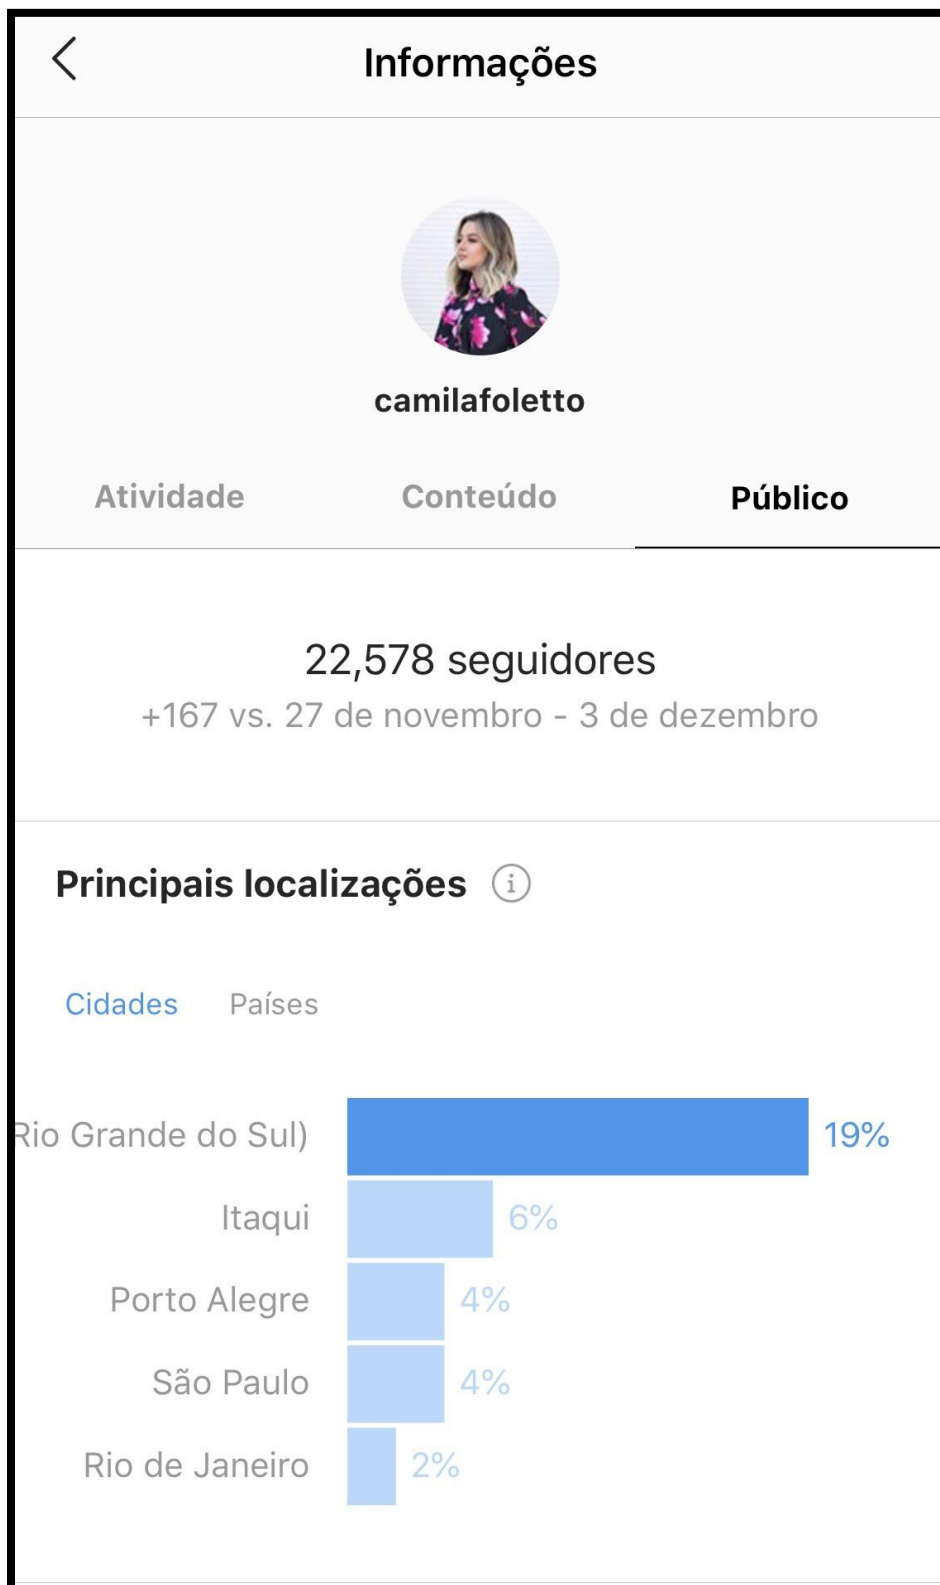 Informações
camilafoletto
Atividade Conteúdo Público
22,578 seguidores
+167 vs. 27 de novembro - 3 de dezembro
Principais localizações
Cidades Países
Rio Grande do Sul) 19%
Itaqui 6%
Porto Alegre 4%
São Paulo 4%
Rio de Janeiro 2%